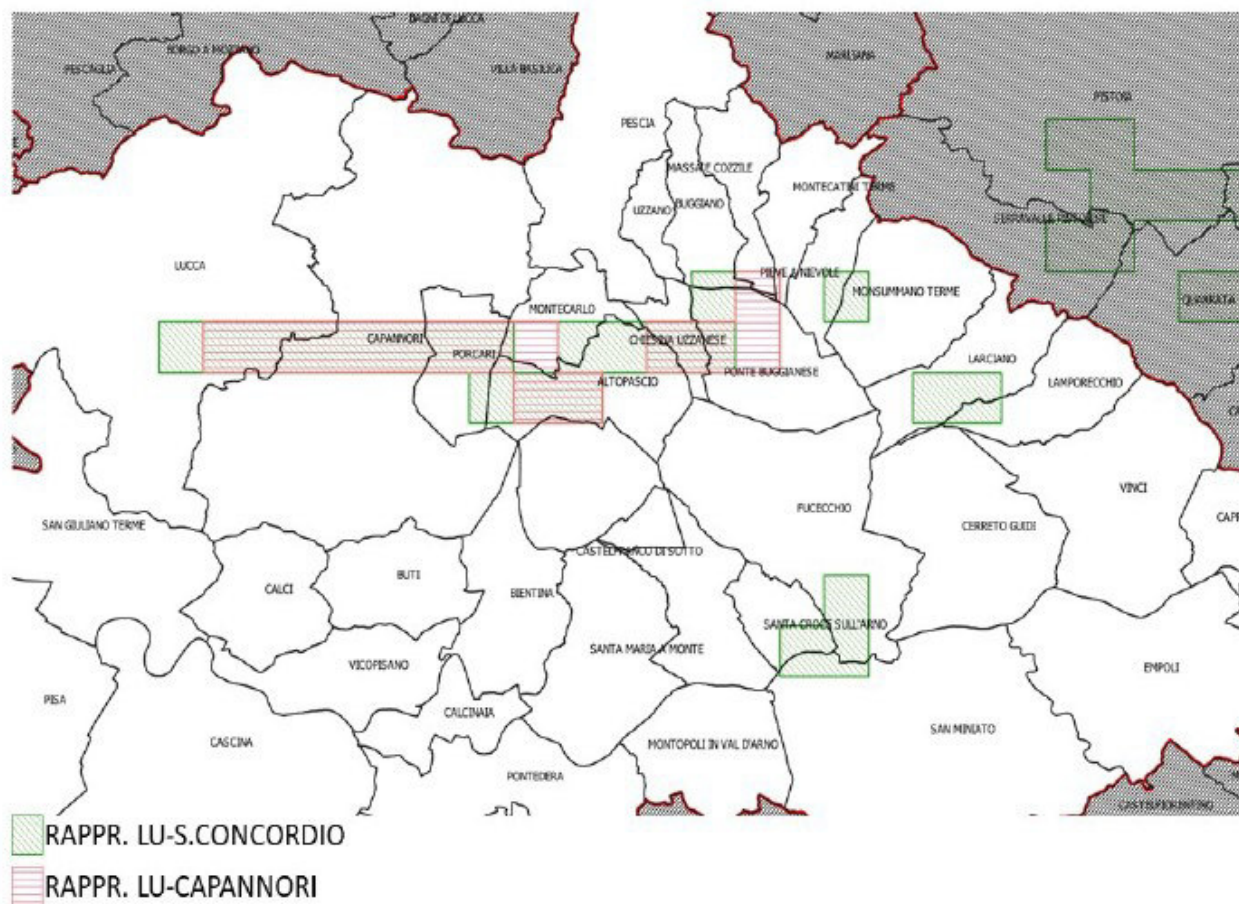 BAGNI DI LUCCA
BORGO A MOZZANO
PESCAGLIA
VILLA BASILICA
MARLIANA
PISTOIA
PESCIA
MASSA E COZZILE
MONTECATINI TERME
UZZANO
BUGGIANO
SERRAVALLE PISTOIESE
LUCCA
PIEVE A NIEVOLE
MONSUMMANO TERME
QUARRATA
MONTECARLO
CAPANNORI
CHIESINA UZZANESE
PORCARI
LARCIANO
ALTOPASCIO
PONTE BUGGIANESE
LAMPORECCHIO
VINCI
FUCECCHIO
SAN GIULIANO TERME
CERRETO GUIDI
CAPR
CASTELFRANCO DI SOTTO
BUTI
CALCI
BIENTINA
SANTA CROCE SULL'ARNO
SANTA MARIA A MONTE
VICOPISANO
EMPOLI
PISA
CALCINAIA
CASCINA
MONTOPOLI IN VAL D'ARNO
SAN MINIATO
PONTEDERA
CASTELFIORENTINO
RAPPR. LU-S.CONCORDIO
RAPPR. LU-CAPANNORI